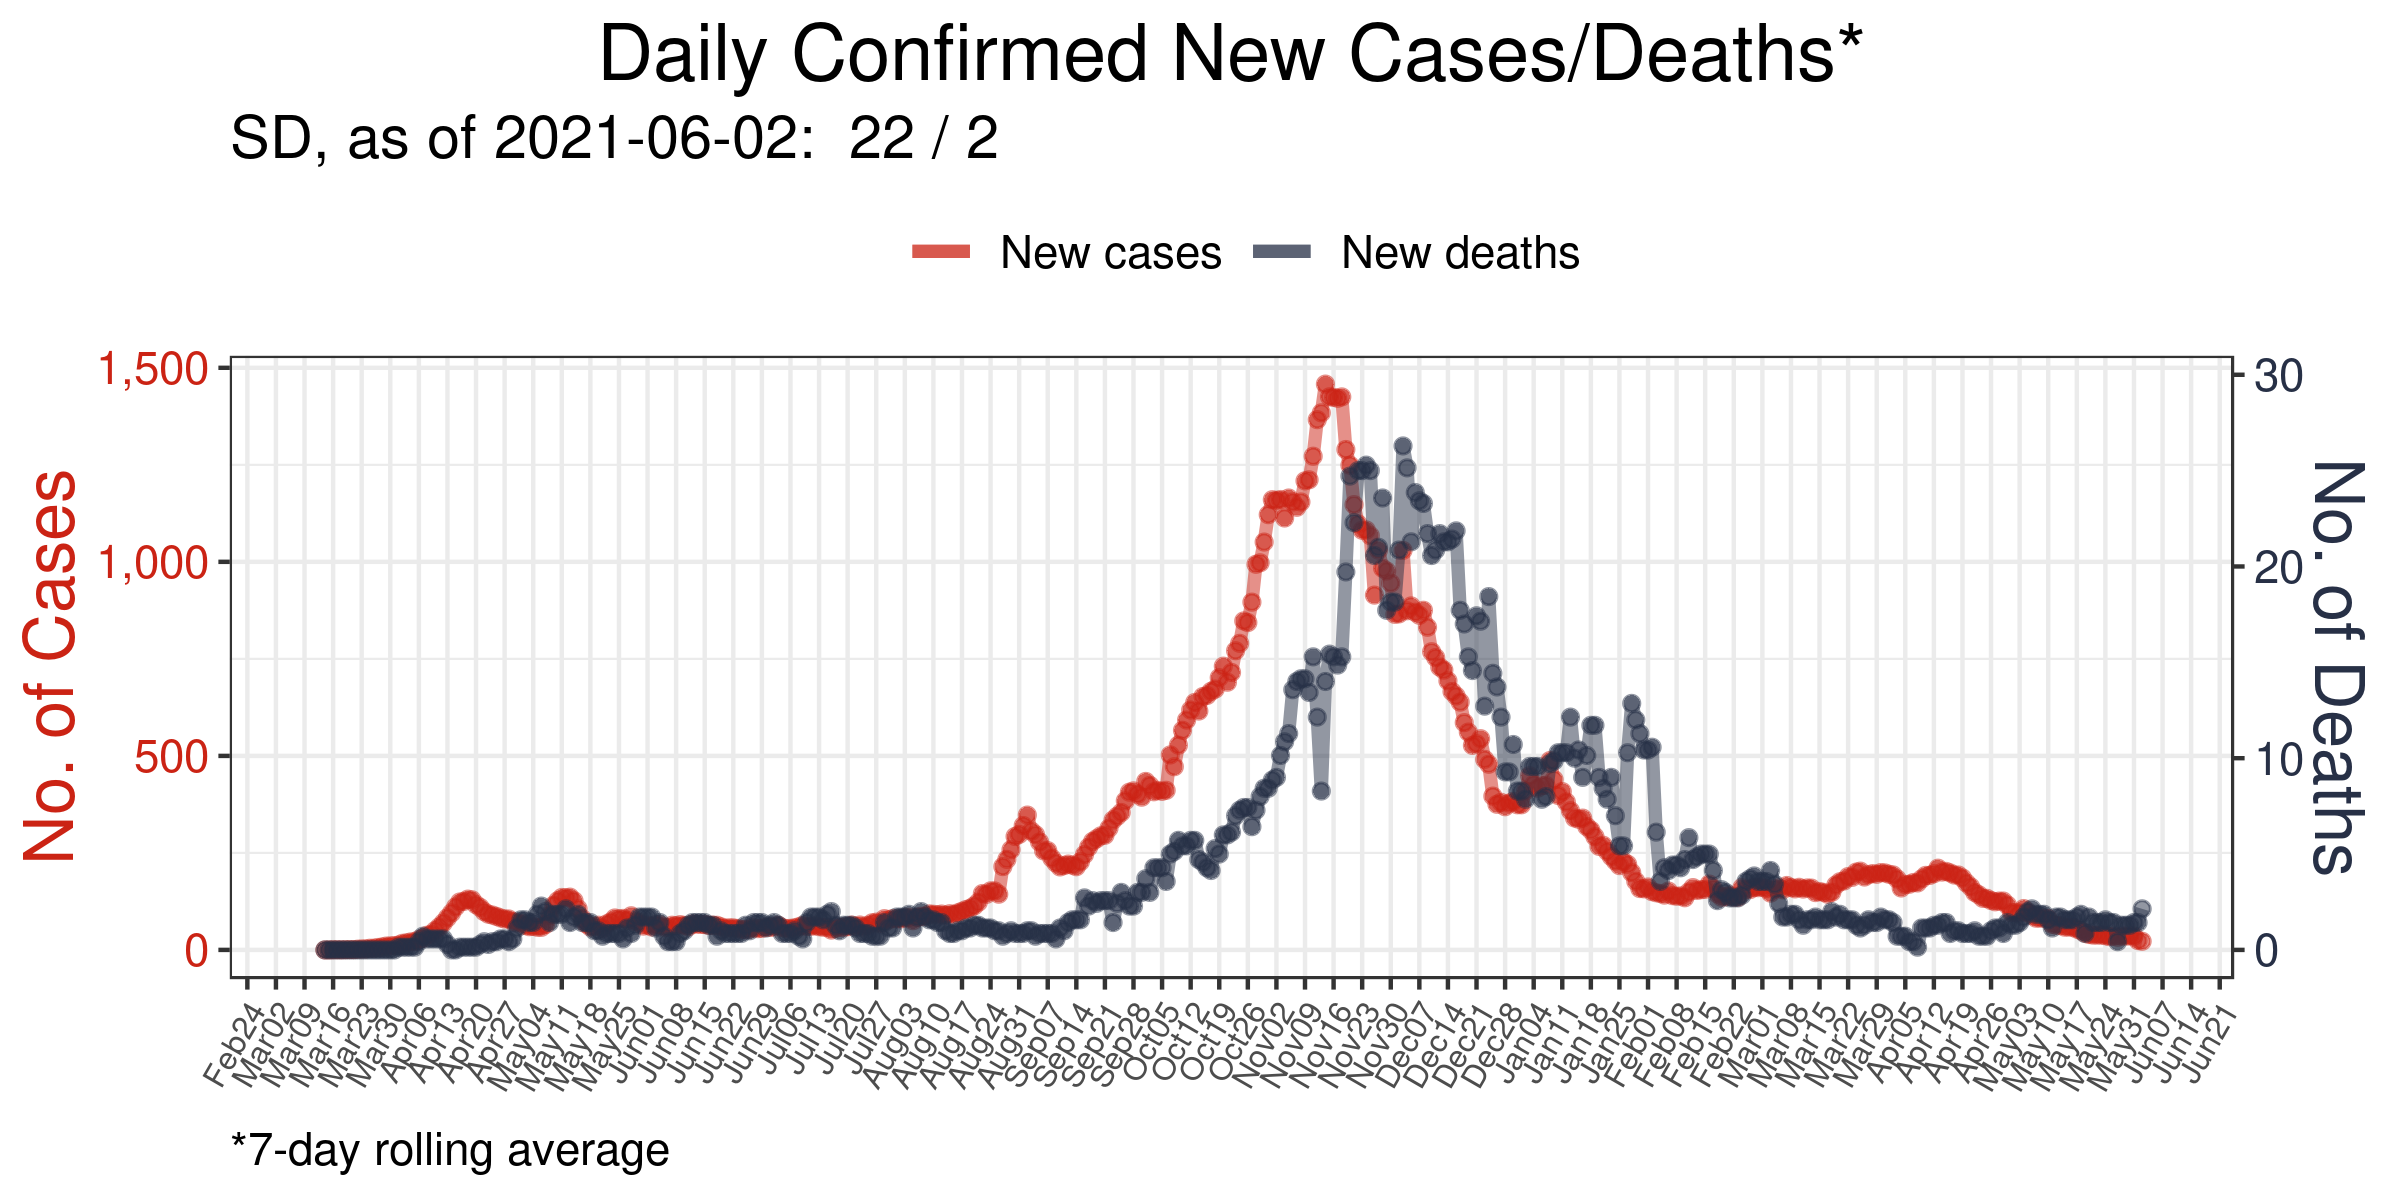 Daily Confirmed New Cases/Deaths*
SD, as of 2021-06-02:  22 / 2
New cases
New deaths
No. of Cases
1,500
1,000
500
0
30
20
10
0
No. of Deaths
Feb24
Mar02
Mar09
Mar16
Mar23
Mar30
Apr06
Apr13
Apr20
Apr27
May04
May11
May18
May25
Jun01
Jun08
Jun15
Jun22
Jun29
Jul06
Jul13
Jul20
Jul27
Aug03
Aug10
Aug17
Aug24
Aug31
Sep07
Sep14
Sep21
Sep28
Oct05
Oct12
Oct19
Oct26
Nov02
Nov09
Nov16
Nov23
Nov30
Dec07
Dec14
Dec21
Dec28
Jan04
Jan11
Jan18
Jan25
Feb01
Feb08
Feb15
Feb22
Mar01
Mar08
Mar15
Mar22
Mar29
Apr05
Apr12
Apr19
Apr26
May03
May10
May17
May24
May31
Jun07
Jun14
Jun21
*7-day rolling average